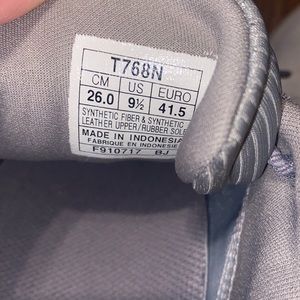 T768N
CM US EURO
26.0 9½ 41.5
SYNTHETIC FIBER & SYNTHETIC
LEATHER UPPER/RUBBER SOLE
MADE IN INDONESIA
FABRIQUE EN INDONESIE
F910717 BJ